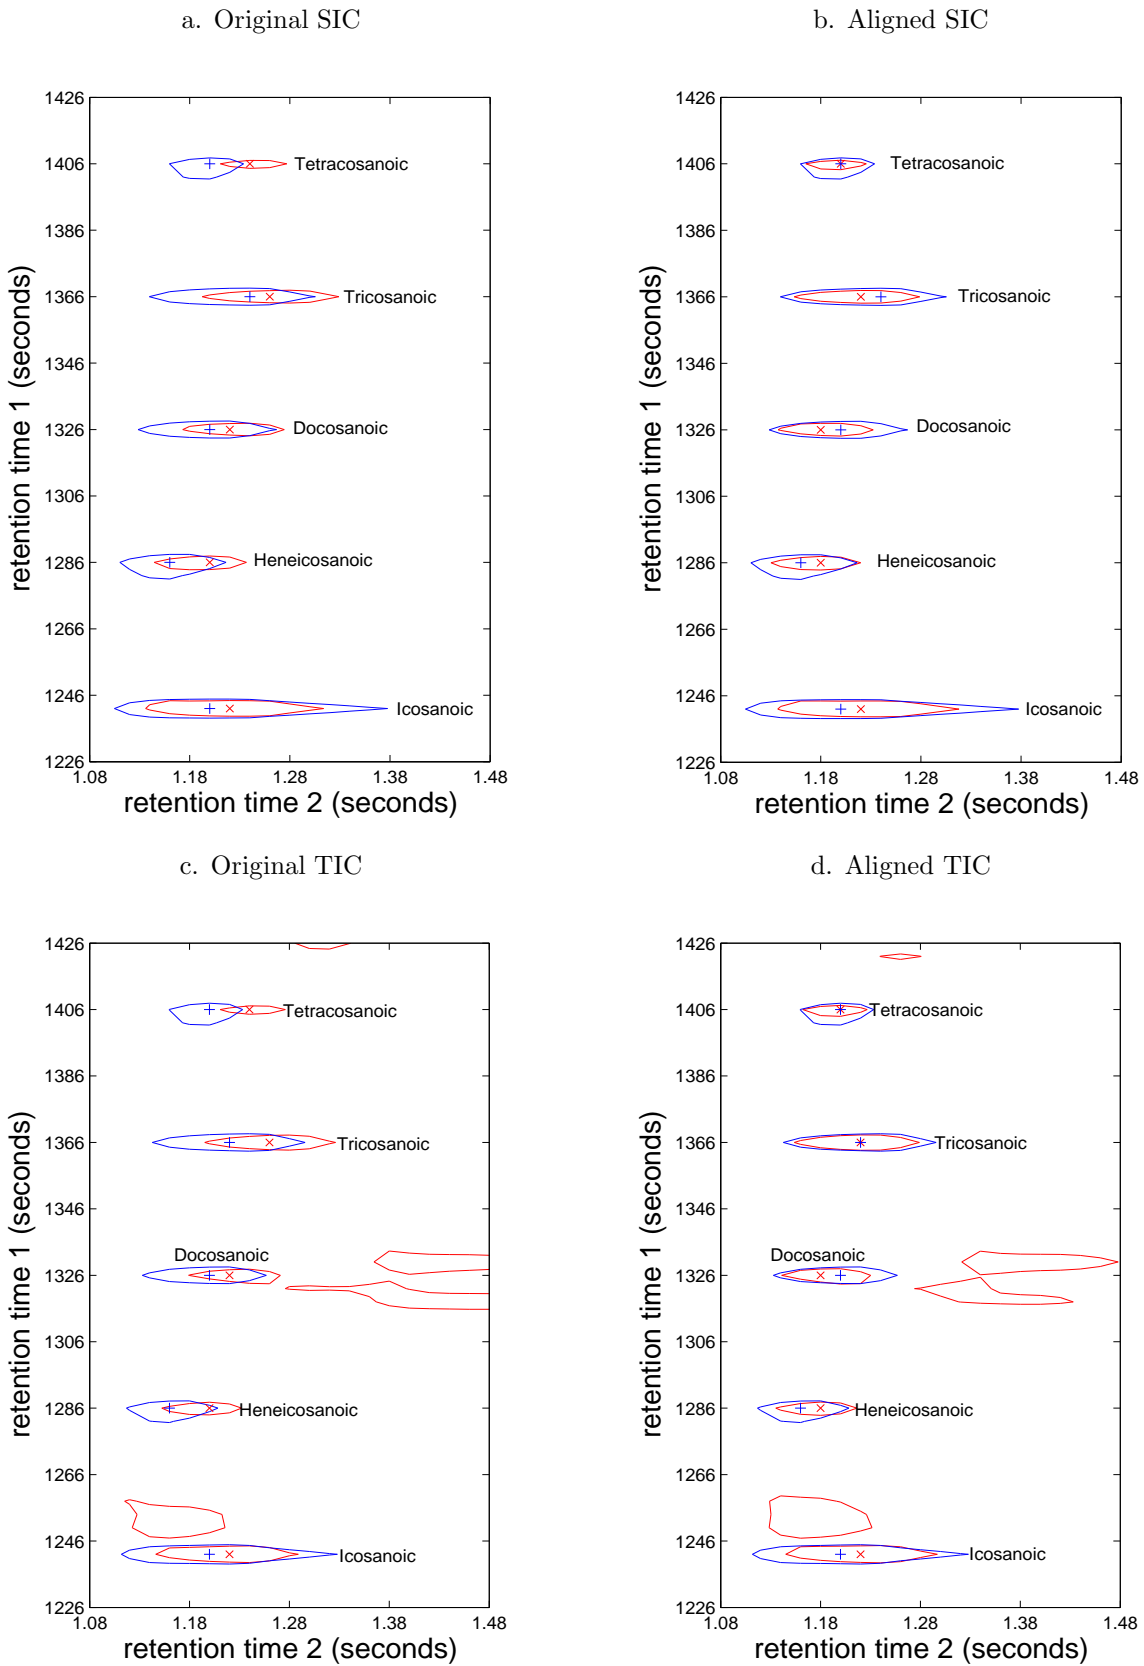 a. Original SIC
b. Aligned SIC
1426
1406
1386
1366
1346
1326
1306
1286
1266
1246
1226
retention time 1 (seconds)
Tetracosanoic
Tricosanoic
Docosanoic
Heneicosanoic
Icosanoic
1.08 1.18 1.28 1.38 1.48
retention time 2 (seconds)
1426
1406
1386
1366
1346
1326
1306
1286
1266
1246
1226
retention time 1 (seconds)
Tetracosanoic
Tricosanoic
Docosanoic
Heneicosanoic
Icosanoic
1.08 1.18 1.28 1.38 1.48
retention time 2 (seconds)
c. Original TIC
d. Aligned TIC
1426
1406
1386
1366
1346
1326
1306
1286
1266
1246
1226
retention time 1 (seconds)
Tetracosanoic
Tricosanoic
Docosanoic
Heneicosanoic
Icosanoic
1.08 1.18 1.28 1.38 1.48
retention time 2 (seconds)
1426
1406
1386
1366
1346
1326
1306
1286
1266
1246
1226
retention time 1 (seconds)
Tetracosanoic
Tricosanoic
Docosanoic
Heneicosanoic
Icosanoic
1.08 1.18 1.28 1.38 1.48
retention time 2 (seconds)